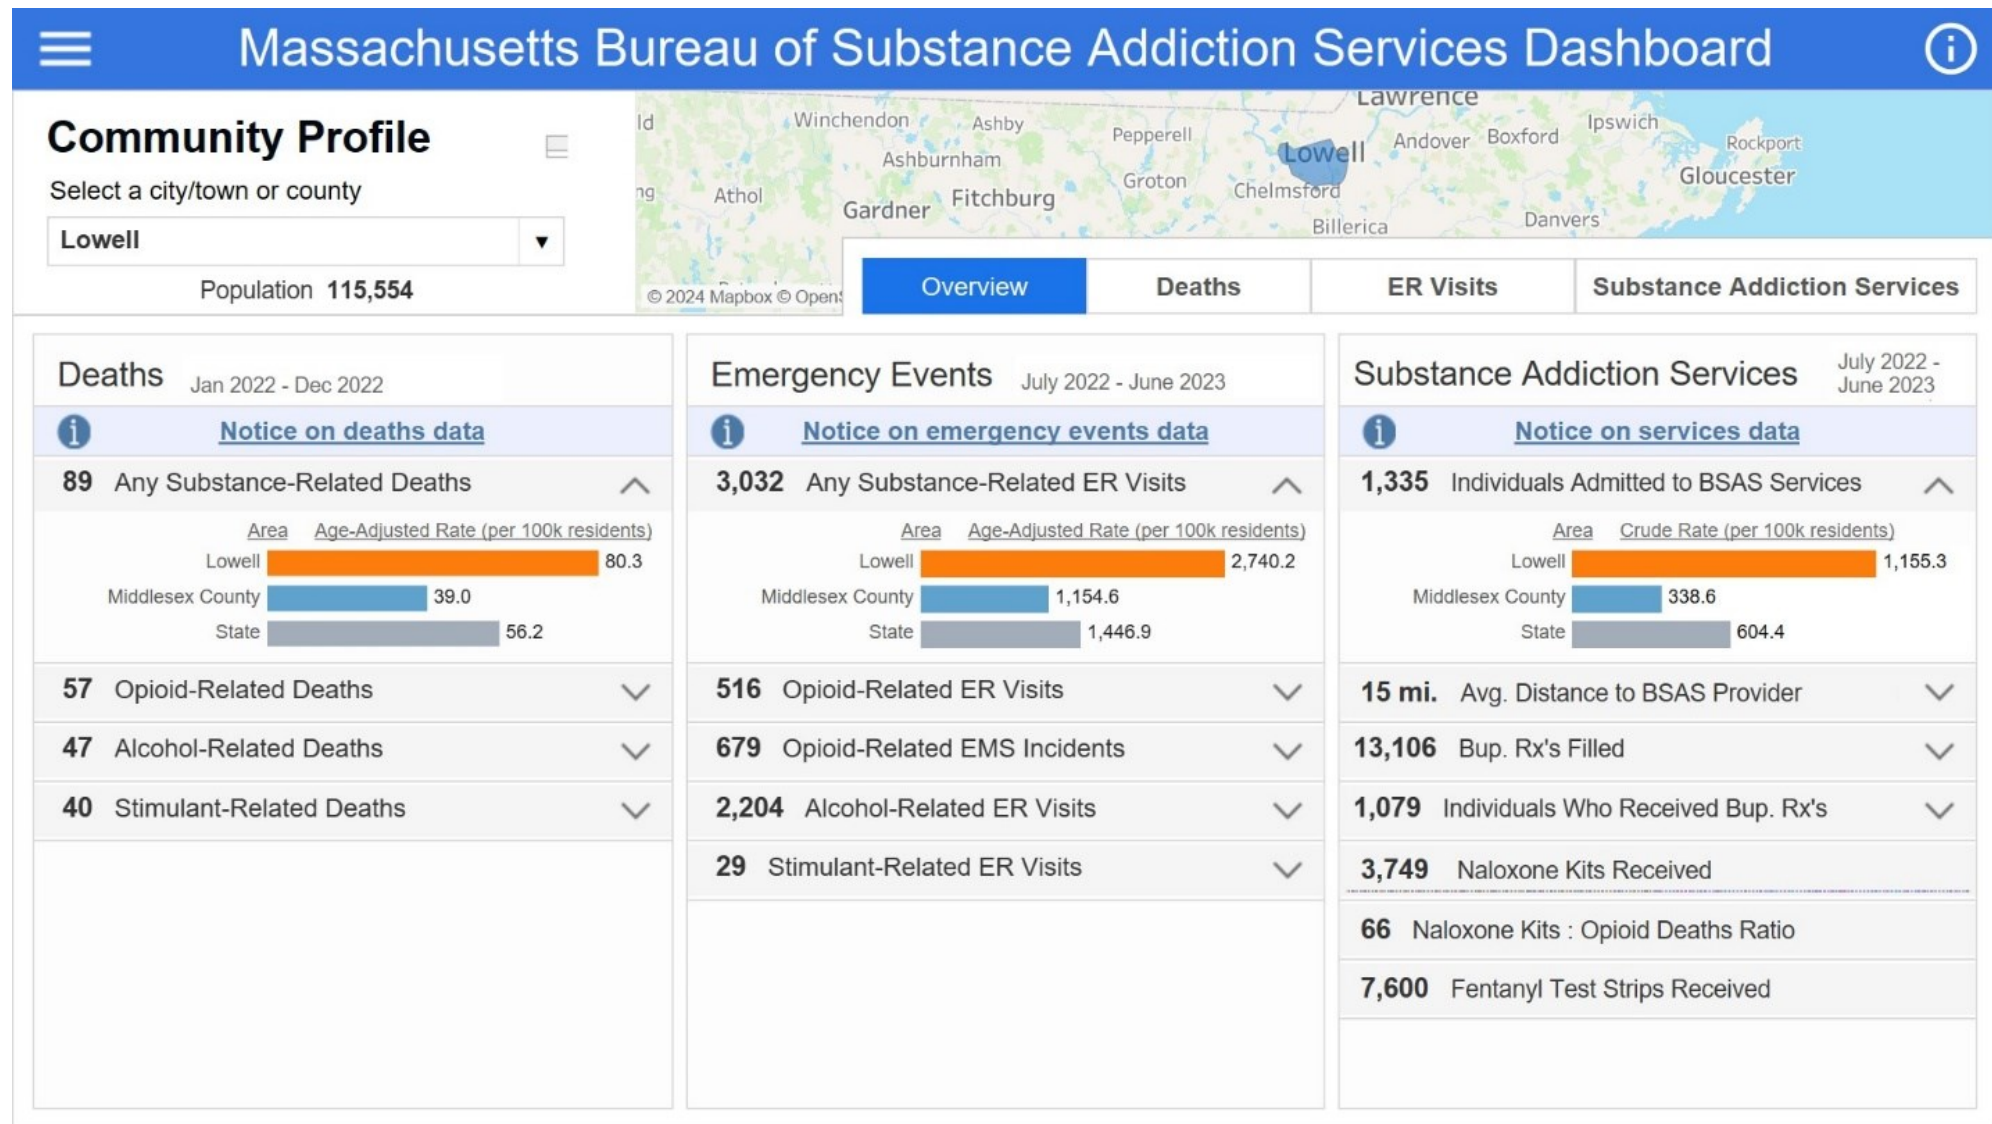 Massachusetts Bureau of Substance Addiction Services Dashboard
Community Profile
Select a city/town or county
Lowell
Population 115,554
Lawrence
Winchendon
Ashby
Pepperell
Lowell
Andover
Boxford
Ipswich
Rockport
Ashburnham
Gloucester
Athol
Groton
Chelmsford
Gardner
Fitchburg
Billerica
Danvers
© 2024 Mapbox © Open
Overview
Deaths
ER Visits
Substance Addiction Services
Deaths Jan 2022 - Dec 2022
Notice on deaths data
89 Any Substance-Related Deaths
Area Age-Adjusted Rate (per 100k residents)
Lowell 80.3
Middlesex County 39.0
State 56.2
57 Opioid-Related Deaths
47 Alcohol-Related Deaths
40 Stimulant-Related Deaths
Emergency Events July 2022 - June 2023
Notice on emergency events data
3,032 Any Substance-Related ER Visits
Area Age-Adjusted Rate (per 100k residents)
Lowell 2,740.2
Middlesex County 1,154.6
State 1,446.9
516 Opioid-Related ER Visits
679 Opioid-Related EMS Incidents
2,204 Alcohol-Related ER Visits
29 Stimulant-Related ER Visits
Substance Addiction Services July 2022 -
June 2023
Notice on services data
1,335 Individuals Admitted to BSAS Services
Area Crude Rate (per 100k residents)
Lowell 1,155.3
Middlesex County 338.6
State 604.4
15 mi. Avg. Distance to BSAS Provider
13,106 Bup. Rx's Filled
1,079 Individuals Who Received Bup. Rx's
3,749 Naloxone Kits Received
66 Naloxone Kits : Opioid Deaths Ratio
7,600 Fentanyl Test Strips Received